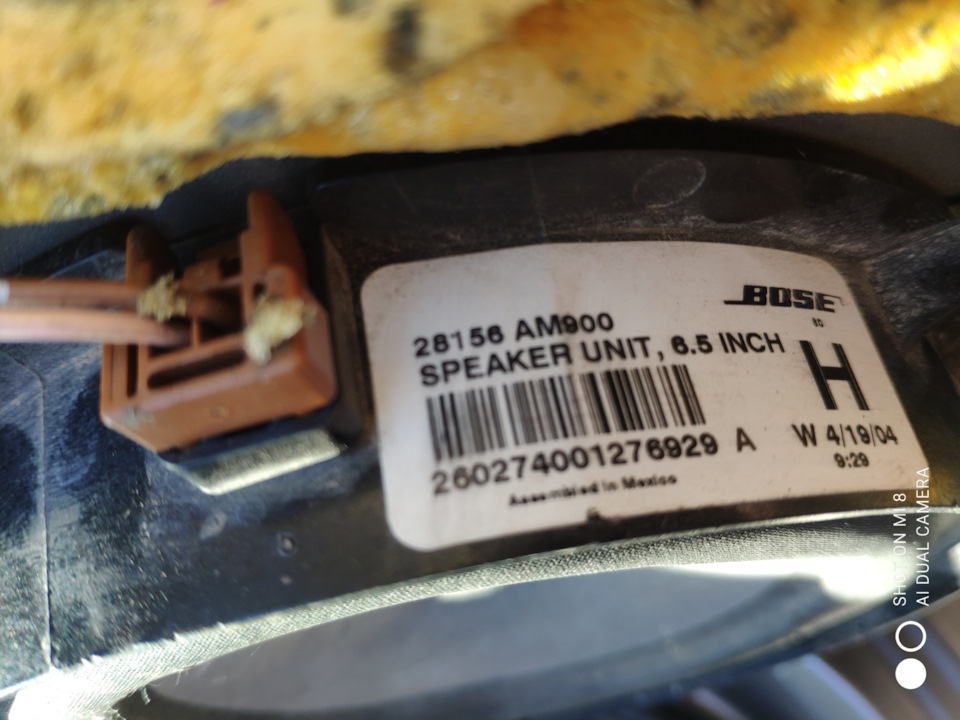 BOSE
28156 AM900
SPEAKER UNIT, 6.5 INCH
H
260274001276929 A
W 4/19/04
9:29
Assembled in Mexico
SHOT ON MI 8
AI DUAL CAMERA